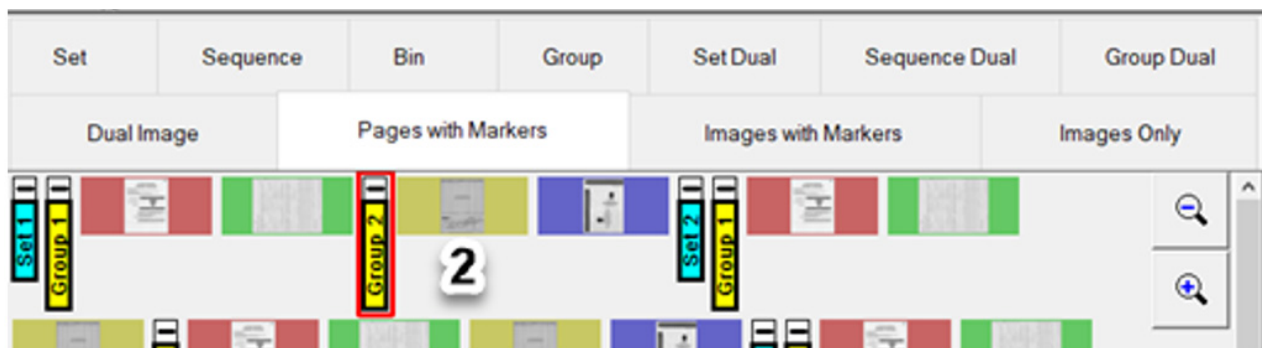 Set Sequence Bin Group Set Dual Sequence Dual Group Dual
Dual Image Pages with Markers Images with Markers Images Only
Set 1 Group 1 Group 2 Set 2 Group 1
2